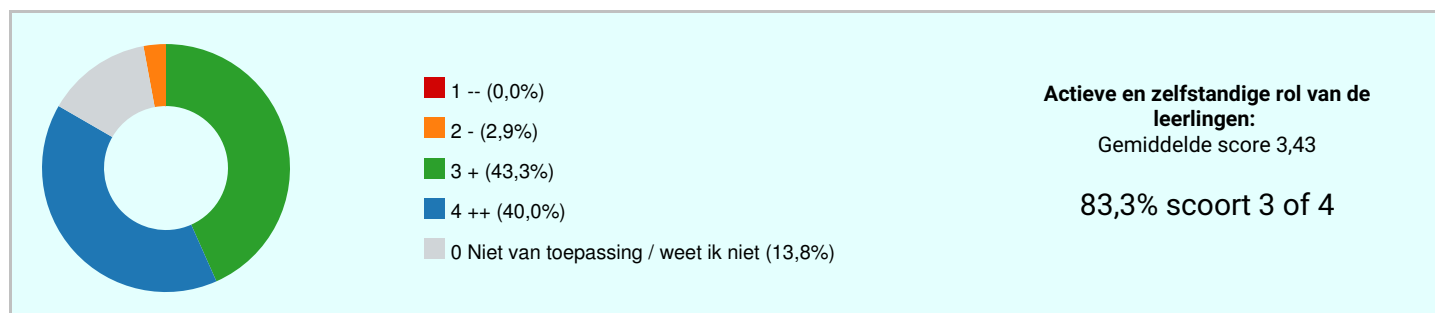 1 -- (0,0%)
2 - (2,9%)
3 + (43,3%)
4 ++ (40,0%)
0 Niet van toepassing / weet ik niet (13,8%)
Actieve en zelfstandige rol van de
leerlingen:
Gemiddelde score 3,43
83,3% scoort 3 of 4